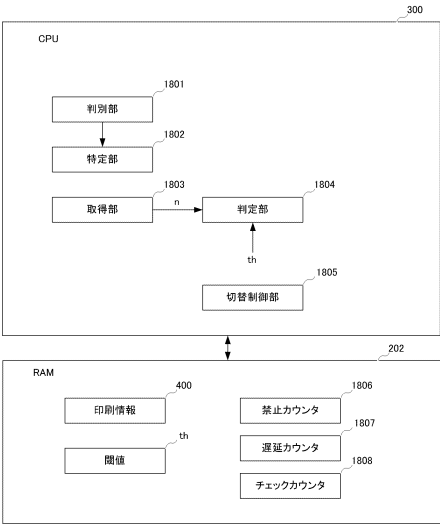 300
CPU
1801
判別部
1802
特定部
1803
取得部
n
1804
判定部
th
1805
切替制御部
202
RAM
400
印刷情報
th
閾値
1806
禁止カウンタ
1807
遅延カウンタ
1808
チェックカウンタ